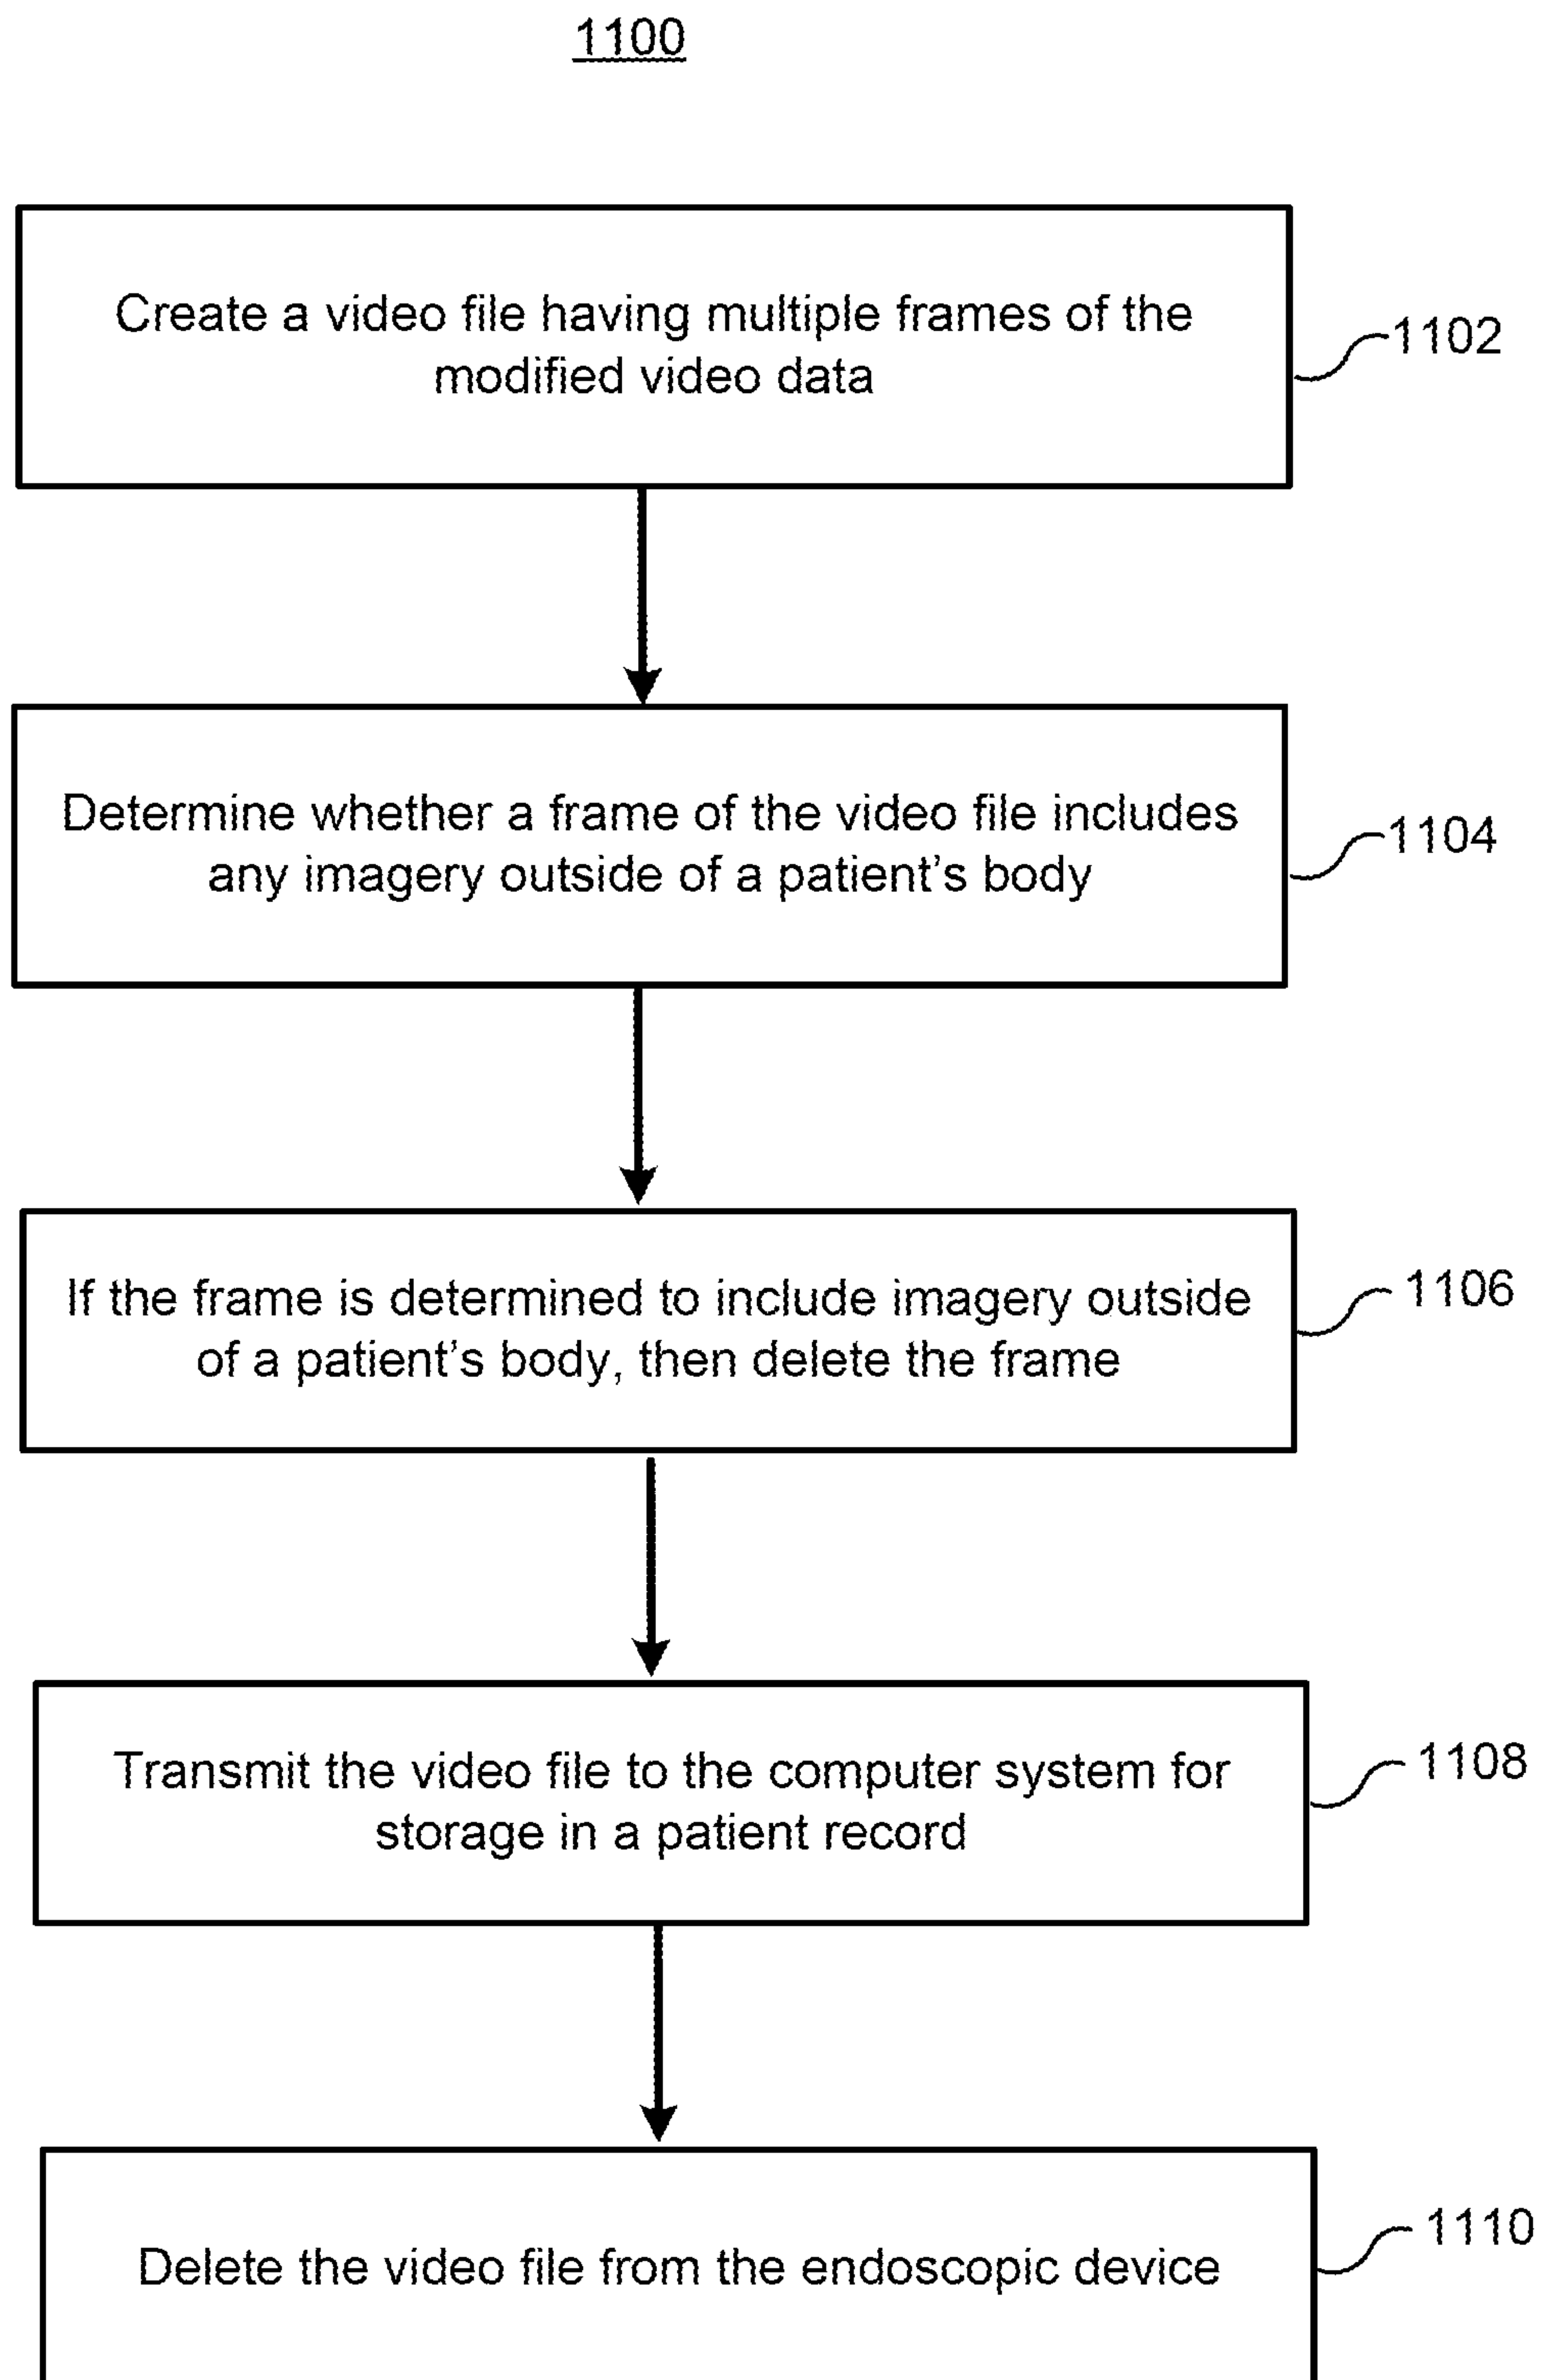 1100
Create a video file having multiple frames of the
modified video data
1102
Determine whether a frame of the video file includes
any imagery outside of a patient's body
1104
If the frame is determined to include imagery outside
of a patient's body, then delete the frame
1106
Transmit the video file to the computer system for
storage in a patient record
1108
Delete the video file from the endoscopic device
1110